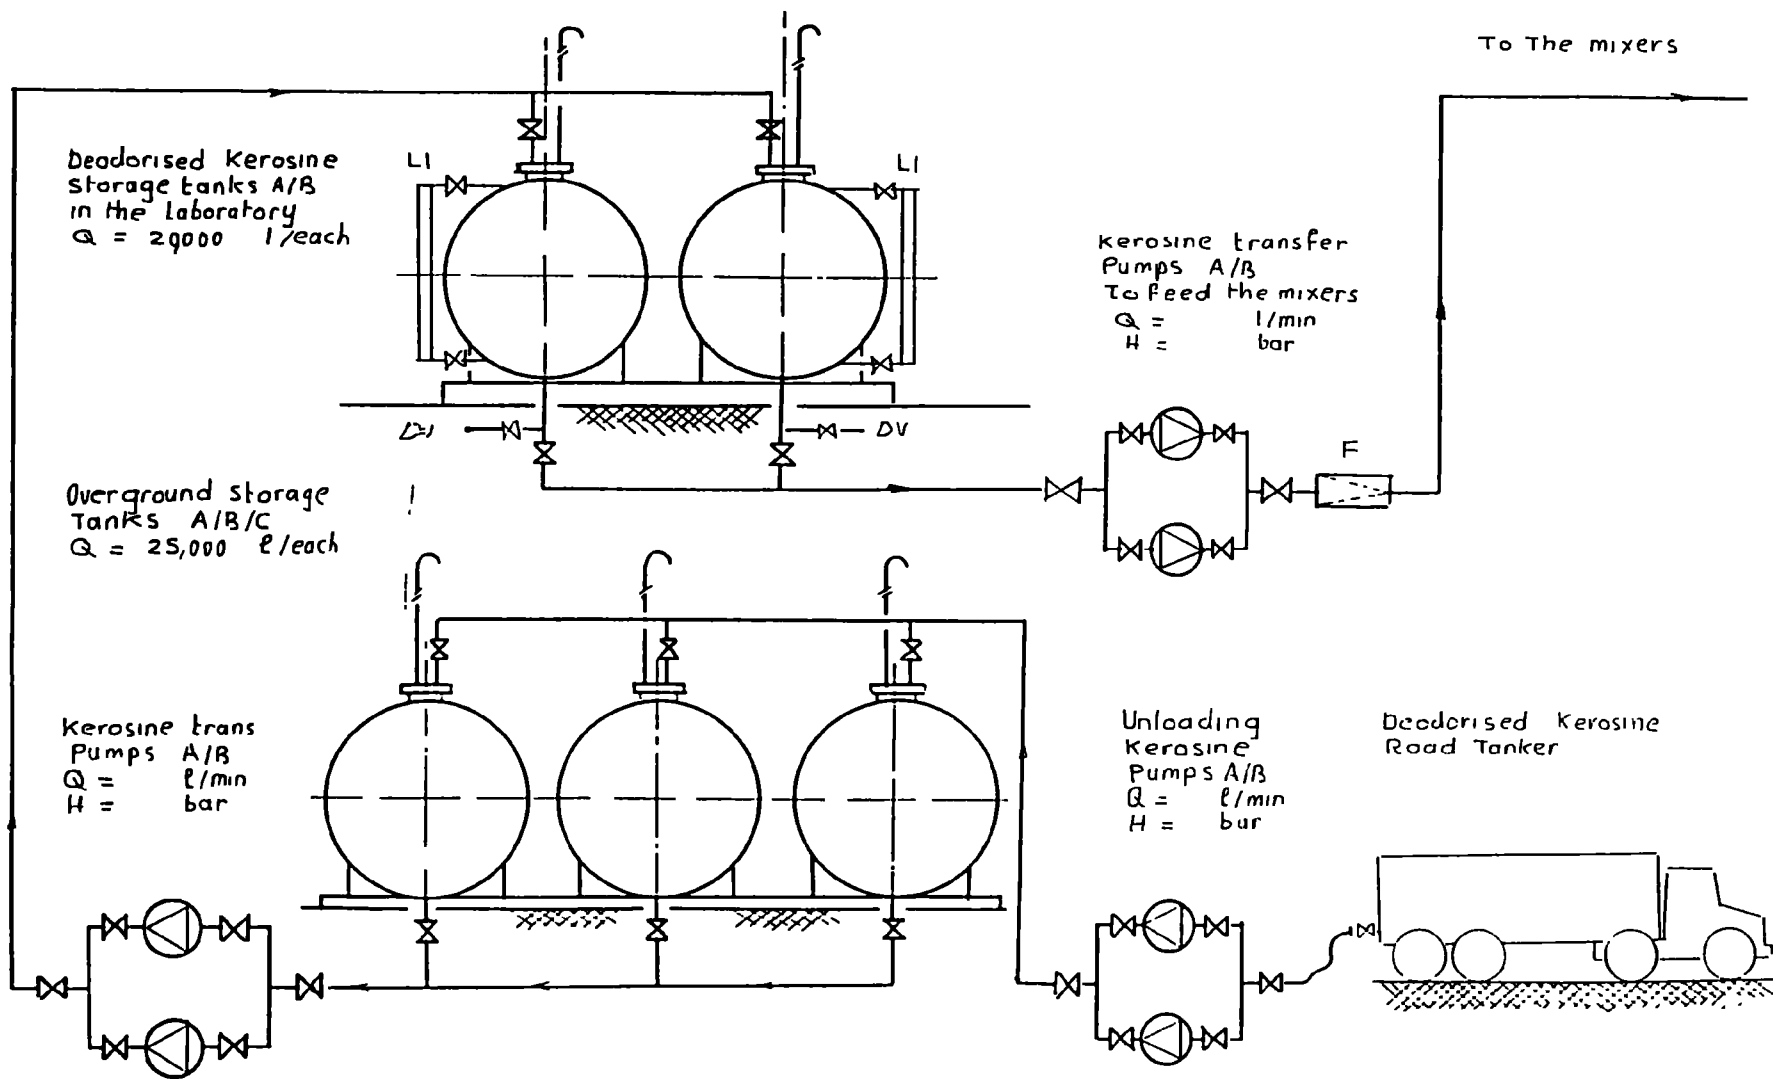 To The mixers
Deodorised Kerosine
Storage tanks A/B
in the laboratory
Q = 29000 l/each
LI
LI
Kerosine transfer
Pumps A/B
To feed the mixers
Q = l/min
H = bar
DV
F
Overground storage
Tanks A/B/C
Q = 25,000 l/each
Kerosine trans
Pumps A/B
Q = l/min
H = bar
Unloading
Kerosine
Pumps A/B
Q = l/min
H = bar
Deodorised Kerosine
Road Tanker